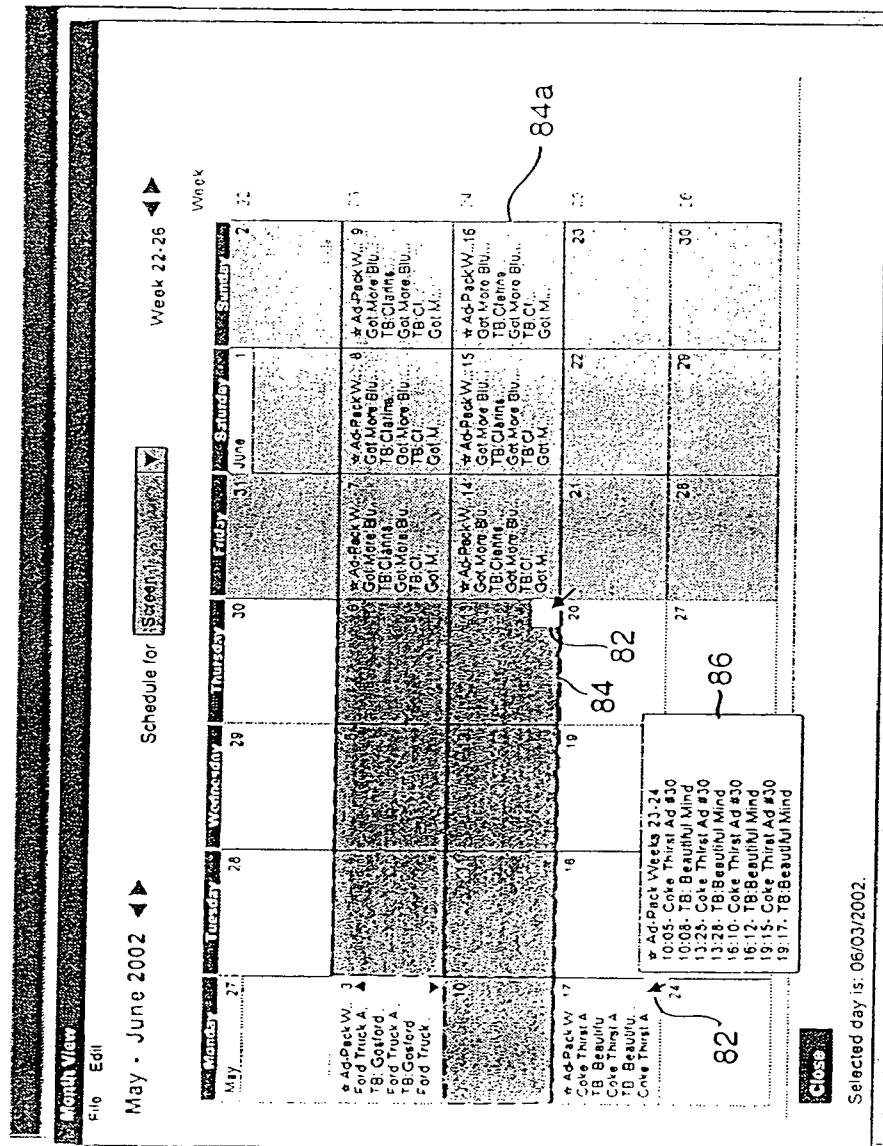 Month View
File Edit
May - June 2002
Schedule for Screen 1
Week 22-26
Monday Tuesday Wednesday Thursday Friday Saturday Sunday Week
May 27 28 29 30 31 June 1 2 22
3 7 8 9
☆ Ad-Pack W...
Ford Truck A.
TB: Gosford
Ford Truck A.
TB: Gosford
Ford Truck
☆ Ad-Pack W...
Got More Blu...
TB: Clarina...
Got More Blu...
TB: Cl...
Got M...
☆ Ad-Pack W...
Got More Blu...
TB: Clarina...
Got More Blu...
TB: Cl...
Got M...
☆ Ad-Pack W...
Got More Blu...
TB: Clarina...
Got More Blu...
TB: Cl...
Got M...
10 14 15 16 24
☆ Ad-Pack W...
Got More Blu...
TB: Clarina...
Got More Blu...
TB: Cl...
Got M...
☆ Ad-Pack W...
Got More Blu...
TB: Clarina...
Got More Blu...
TB: Cl...
Got M...
☆ Ad-Pack W...
Got More Blu...
TB: Clarina...
Got More Blu...
TB: Cl...
Got M...
84a
17 19 20 21 22 23
☆ Ad-Pack W
Coke Thirst A
TB Beautifu
Coke Thirst A
TB Beautifu...
Coke Thirst A
84
82
82
24 27 28 29 30 26
☆ Ad-Pack Weeks 23-24
10:05- Coke Thirst Ad #30
10:08- TB: Beautiful Mind
13:25- Coke Thirst Ad #30
13:28- TB: Beautiful Mind
16:10- Coke Thirst Ad #30
16:12- TB: Beautiful Mind
19:15- Coke Thirst Ad #30
19:17- TB: Beautiful Mind
86
Close
Selected day is: 06/03/2002.